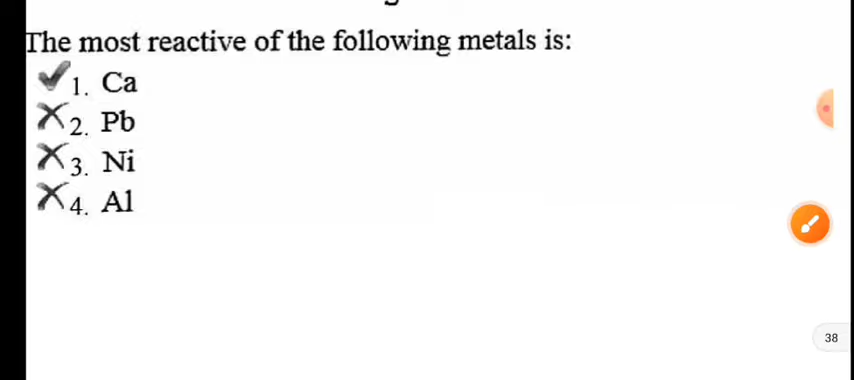 The most reactive of the following metals is:
1. Ca
2. Pb
3. Ni
4. Al
38